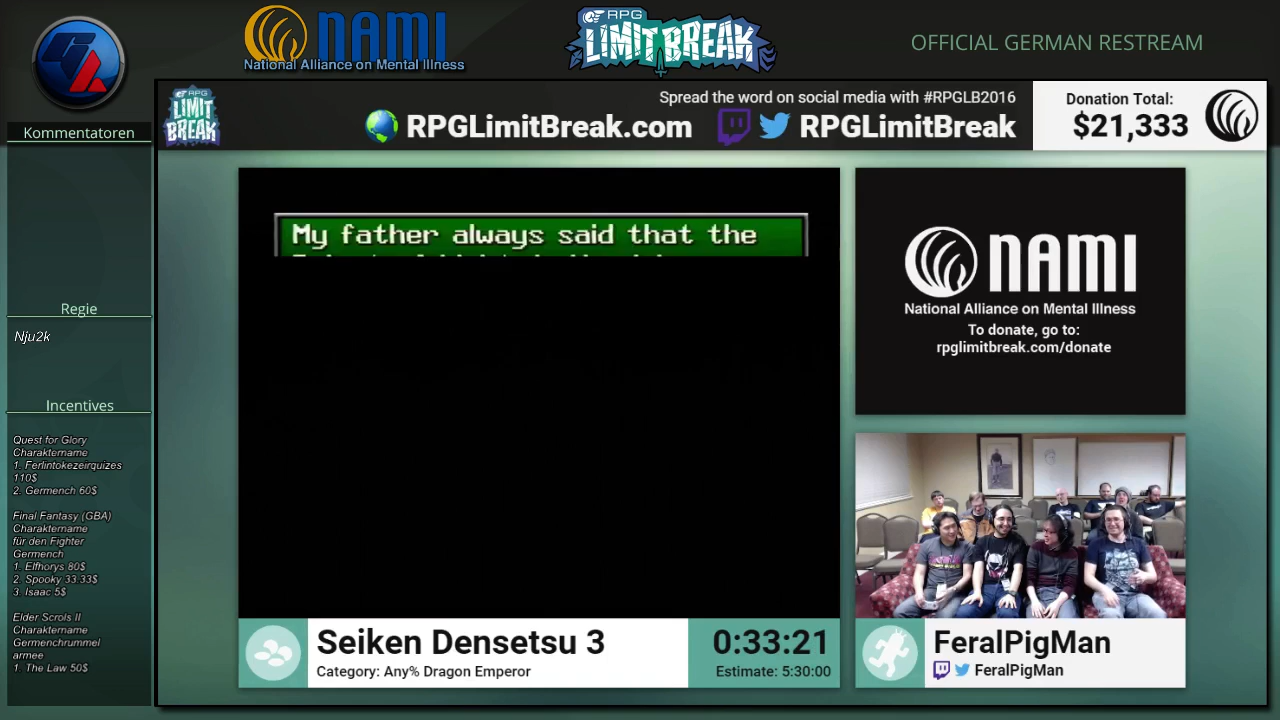 NAMI
National Alliance on Mental Illness
RPG
LIMIT BREAK
OFFICIAL GERMAN RESTREAM
Kommentatoren
Regie
Nju2k
Incentives
Quest for Glory
Charaktername
1. Ferlintokezeirquizes
110$
2. Germench 60$
Final Fantasy (GBA)
Charaktername
für den Fighter
Germench
1. Elfhorys 80$
2. Spooky 33.33$
3. Isaac 5$
Elder Scrolls II
Charaktername
Germenchrummel
armee
1. The Law 50$
RPG
LIMIT
BREAK
Spread the word on social media with #RPGLB2016
RPGLimitBreak.com
RPGLimitBreak
Donation Total:
$21,333
My father always said that the
NAMI
National Alliance on Mental Illness
To donate, go to:
rpglimitbreak.com/donate
Seiken Densetsu 3
Category: Any% Dragon Emperor
0:33:21
Estimate: 5:30:00
FeralPigMan
FeralPigMan